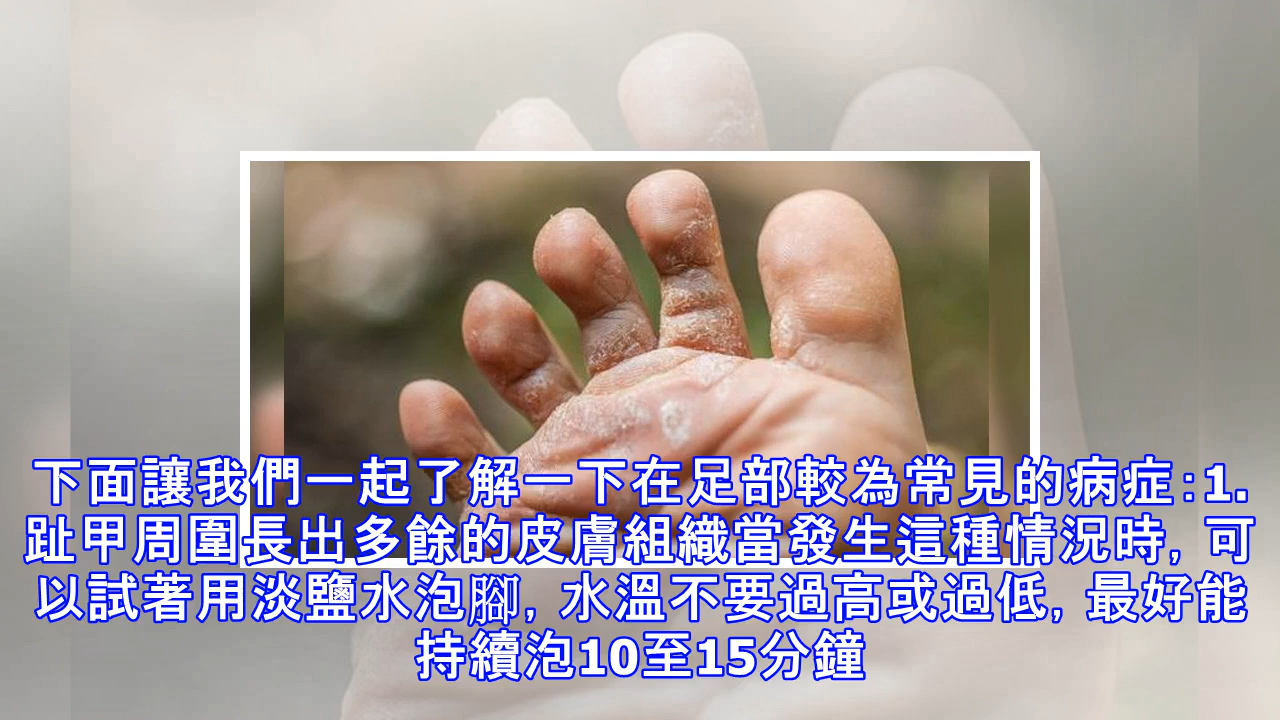 下面讓我們一起了解一下在足部較為常見的病症:1.
趾甲周圍長出多餘的皮膚組織當發生這種情況時, 可
以試著用淡鹽水泡腳, 水溫不要過高或過低, 最好能
持續泡10至15分鐘